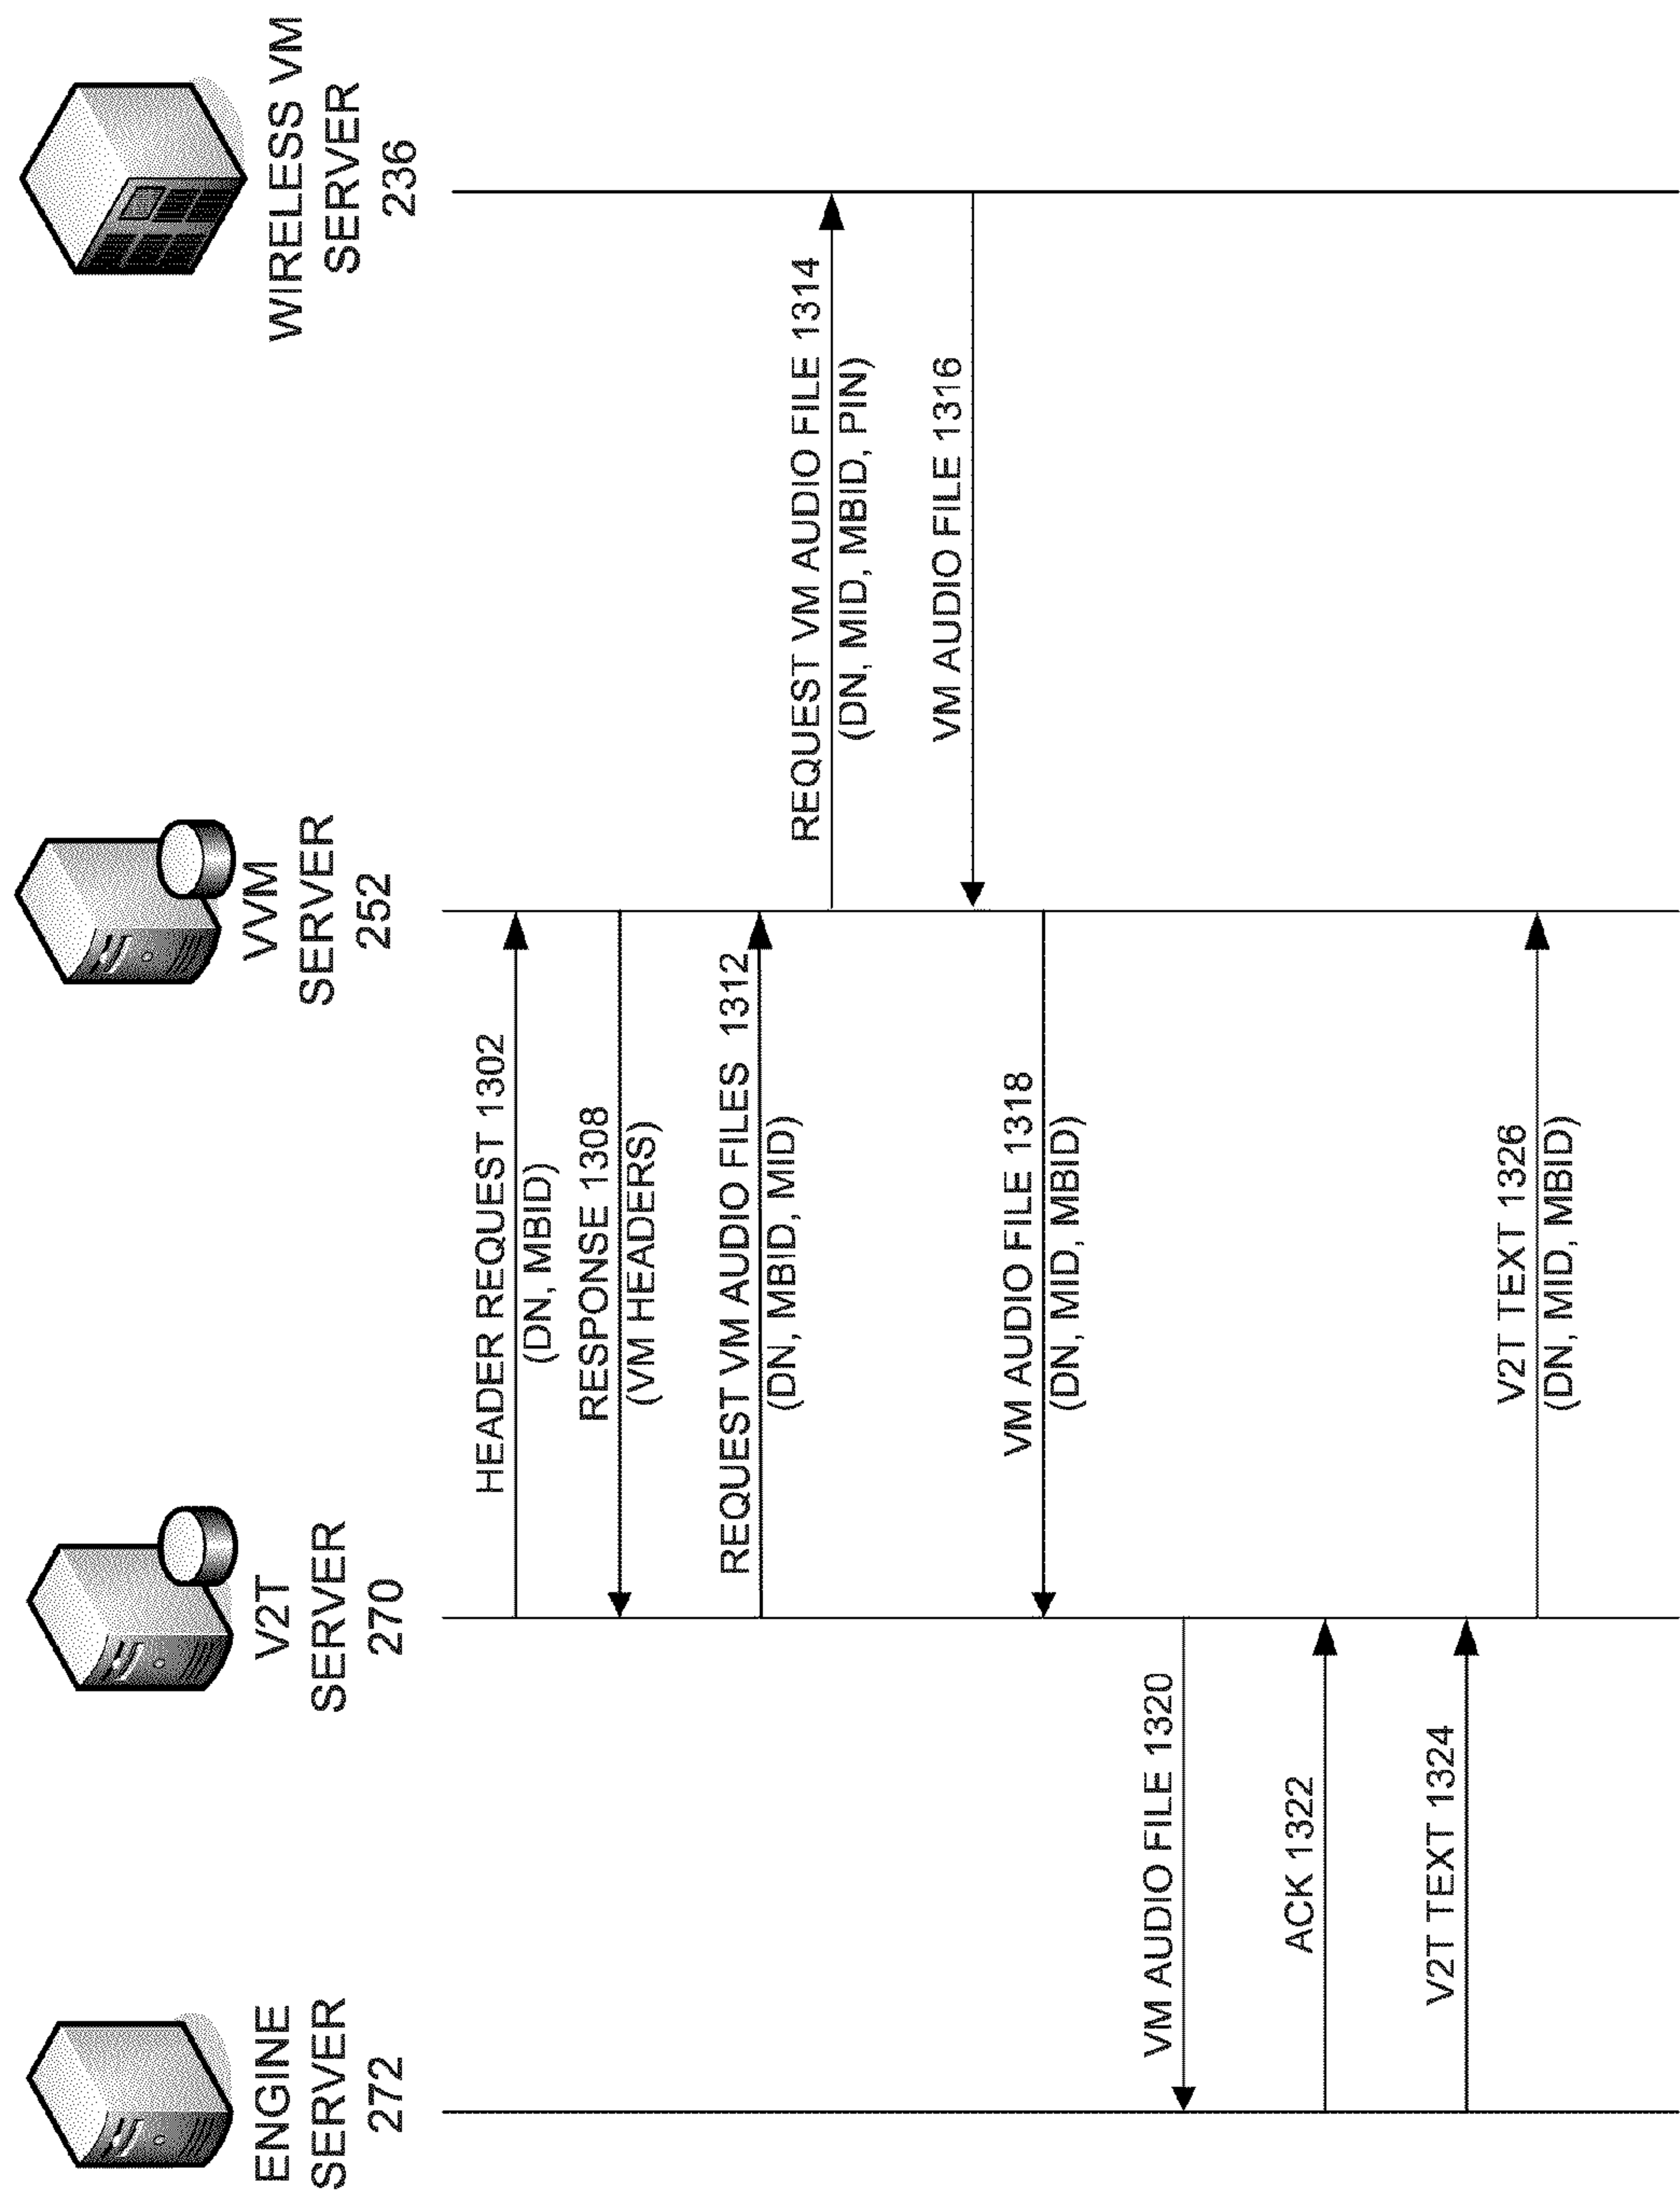 ENGINE
SERVER
272
V2T
SERVER
270
VVM
SERVER
252
WIRELESS VM
SERVER
236
HEADER REQUEST 1302
(DN, MBID)
RESPONSE 1308
(VM HEADERS)
REQUEST VM AUDIO FILES 1312
(DN, MBID, MID)
REQUEST VM AUDIO FILE 1314
(DN, MID, MBID, PIN)
VM AUDIO FILE 1316
VM AUDIO FILE 1318
(DN, MID, MBID)
VM AUDIO FILE 1320
ACK 1322
V2T TEXT 1324
V2T TEXT 1326
(DN, MID, MBID)